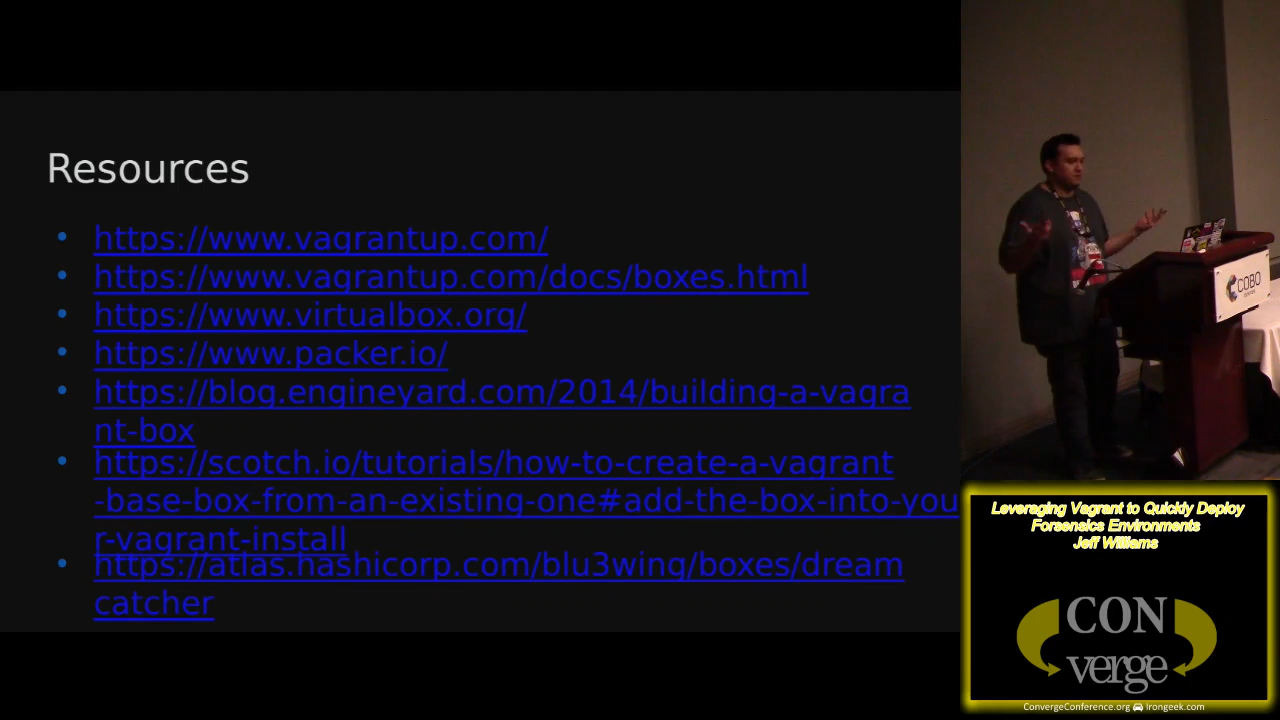 Resources
https://www.vagrantup.com/
https://www.vagrantup.com/docs/boxes.html
https://www.virtualbox.org/
https://www.packer.io/
https://blog.engineyard.com/2014/building-a-vagra
nt-box
https://scotch.io/tutorials/how-to-create-a-vagrant
-base-box-from-an-existing-one#add-the-box-into-you
r-vagrant-install
https://atlas.hashicorp.com/blu3wing/boxes/dream
catcher
COBO
Leveraging Vagrant to Quickly Deploy
Forsensics Environments
Jeff Williams
CON
verge
ConvergeConference.org Irongeek.com